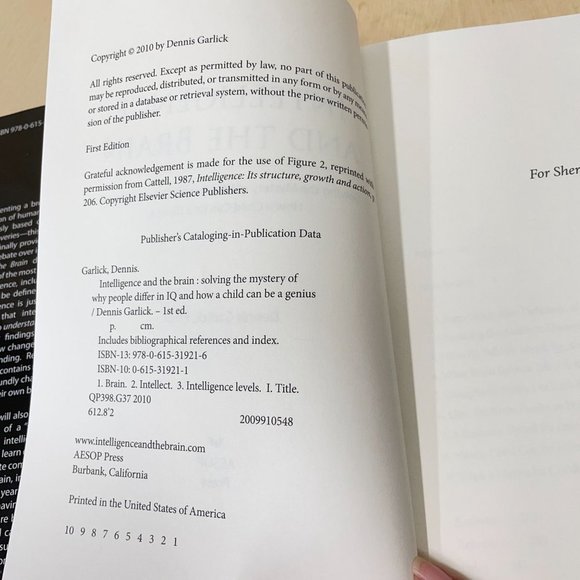 Copyright © 2010 by Dennis Garlick
All rights reserved. Except as permitted by law, no part of this publication
may be reproduced, distributed, or transmitted in any form or by any means,
or stored in a database or retrieval system, without the prior written permis-
sion of the publisher.
First Edition
Grateful acknowledgement is made for the use of Figure 2, reprinted with
permission from Cattell, 1987, Intelligence: Its structure, growth and action, p
206. Copyright Elsevier Science Publishers.
Publisher's Cataloging-in-Publication Data
Garlick, Dennis.
Intelligence and the brain : solving the mystery of
why people differ in IQ and how a child can be a genius
/ Dennis Garlick. – 1st ed.
p. cm.
Includes bibliographical references and index.
ISBN-13: 978-0-615-31921-6
ISBN-10: 0-615-31921-1
1. Brain. 2. Intellect. 3. Intelligence levels. I. Title.
QP398.G37 2010
612.8'2
2009910548
www.intelligenceandthebrain.com
AESOP Press
Burbank, California
Printed in the United States of America
10 9 8 7 6 5 4 3 2 1
For Sher